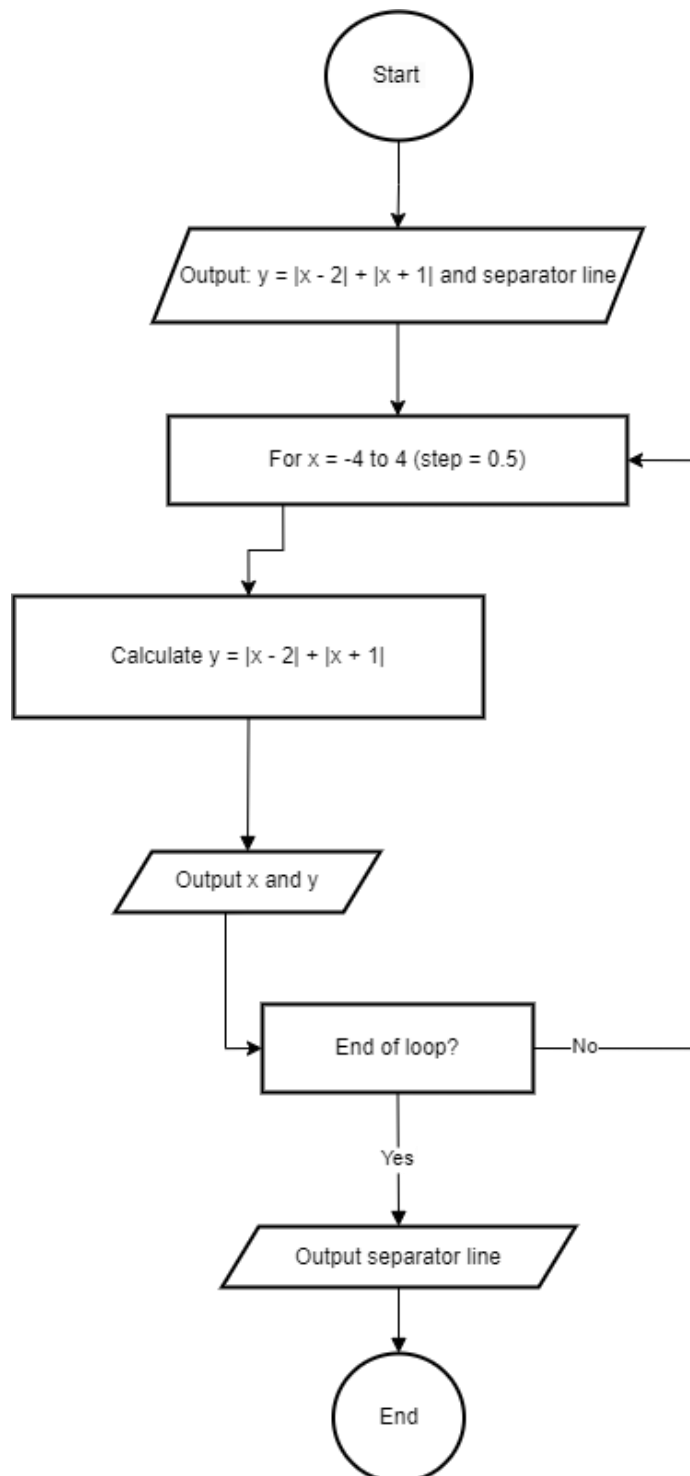 Start
Output: y = |x - 2| + |x + 1| and separator line
For x = -4 to 4 (step = 0.5)
Calculate y = |x - 2| + |x + 1|
Output x and y
End of loop?
No
Yes
Output separator line
End